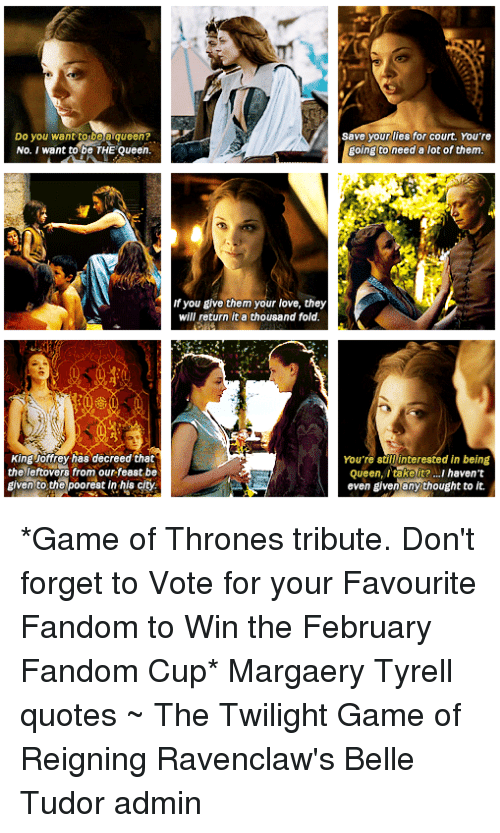 Do you want to be a queen?
No. I want to be THE Queen.
Save your lies for court. You're
going to need a lot of them.
If you give them your love, they
will return it a thousand fold.
King Joffrey has decreed that
the leftovers from our feast be
given to the poorest in his city.
You're still interested in being
Queen, I take it?...I haven't
even given any thought to it.
*Game of Thrones tribute. Don't
forget to Vote for your Favourite
Fandom to Win the February
Fandom Cup* Margaery Tyrell
quotes ~ The Twilight Game of
Reigning Ravenclaw's Belle
Tudor admin